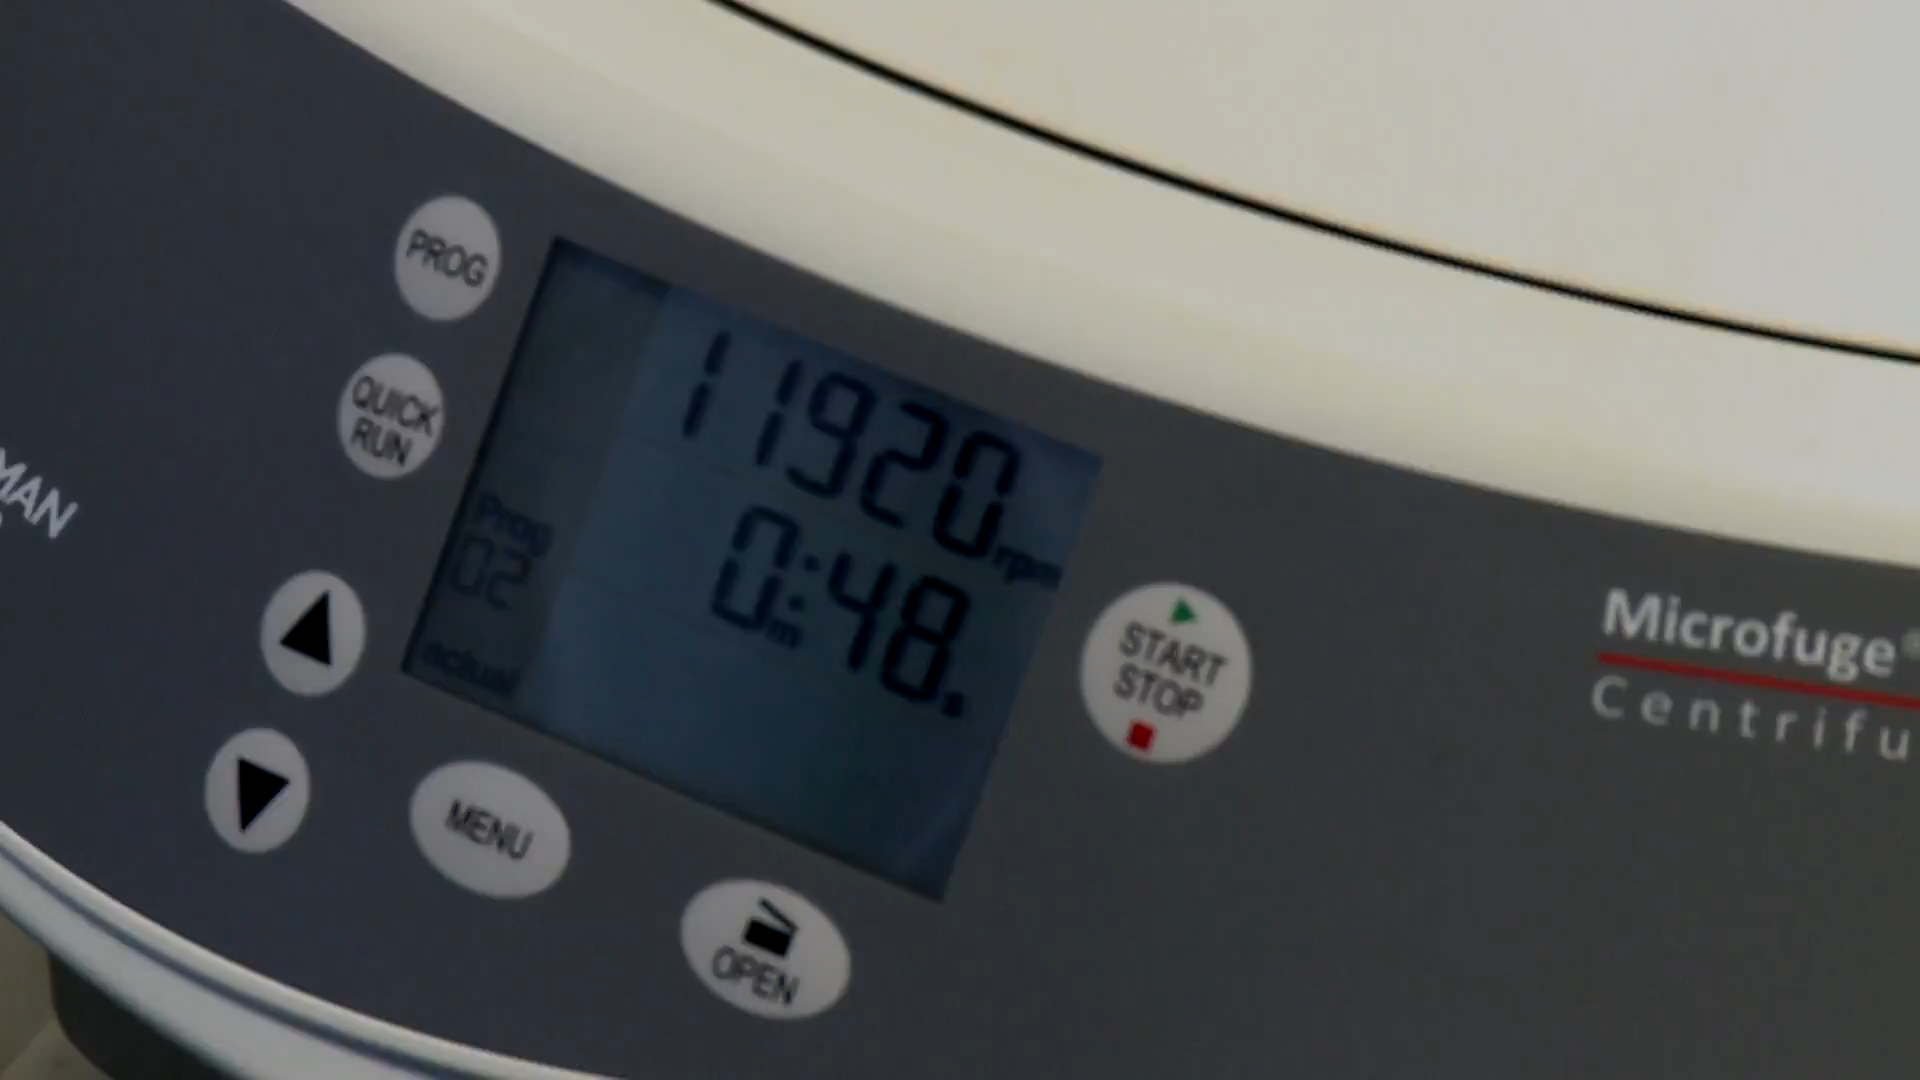 PROG
QUICK
RUN
MAN
11920 rpm
0:48
m s
Prog
02
actual
START
STOP
MENU
OPEN
Microfuge®
Centrifu